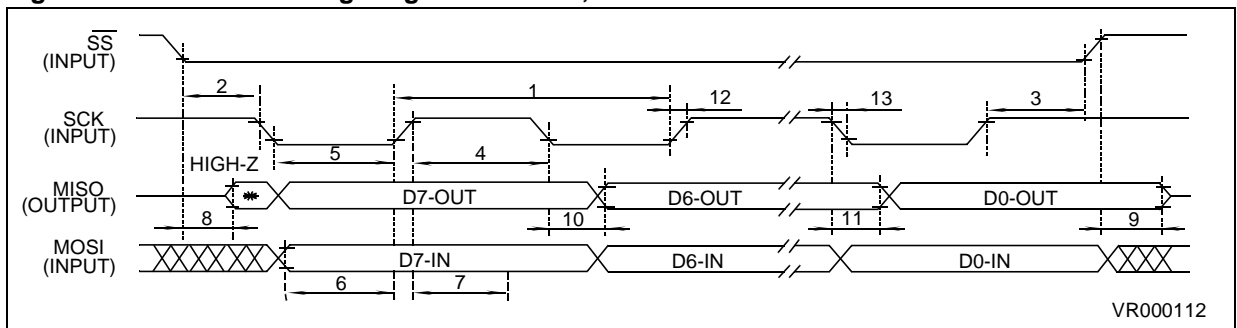 SS
(INPUT)
2
1
12
13
3
SCK
(INPUT)
5
4
HIGH-Z
MISO
(OUTPUT)
D7-OUT
D6-OUT
D0-OUT
8
10
11
9
MOSI
(INPUT)
D7-IN
D6-IN
D0-IN
6
7
VR000112